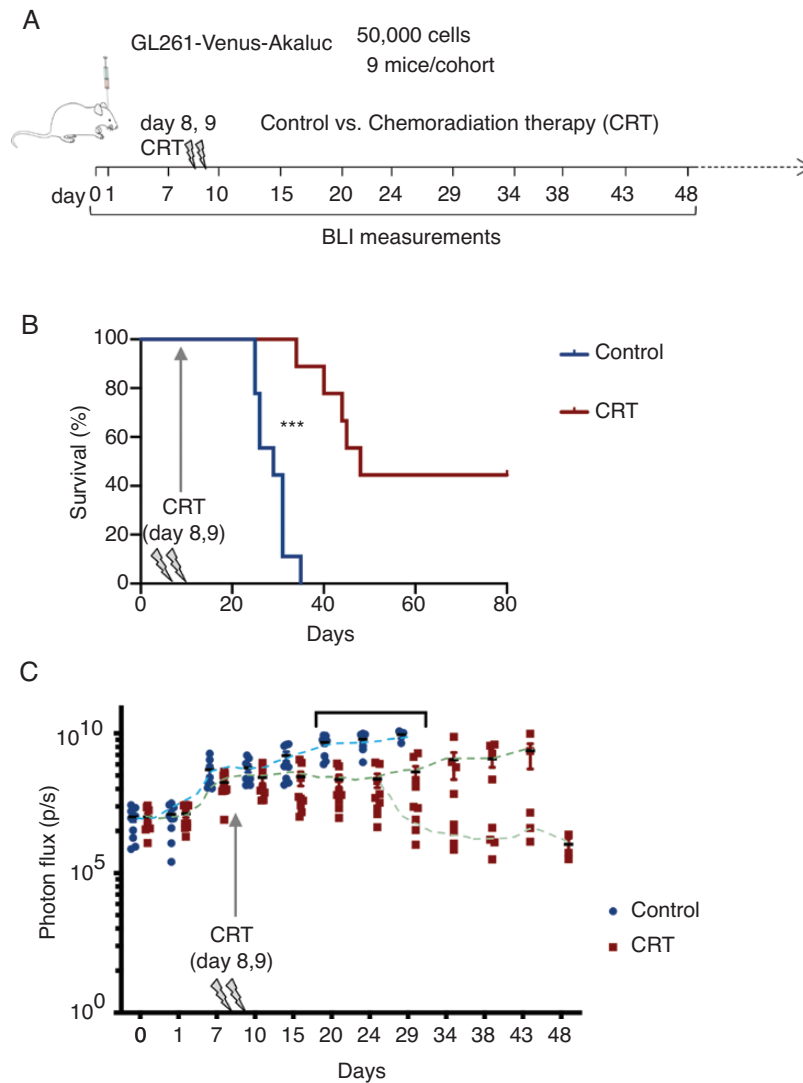 A
GL261-Venus-Akaluc 50,000 cells
9 mice/cohort
day 8, 9
CRT
Control vs. Chemoradiation therapy (CRT)
day 0 1 7 10 15 20 24 29 34 38 43 48
BLI measurements
B
Survival (%)
100
80
60
40
20
0
***
CRT
(day 8,9)
0 20 40 60 80
Days
Control
CRT
C
Photon flux (p/s)
10^10
10^5
10^0
CRT
(day 8,9)
0 1 7 10 15 20 24 29 34 38 43 48
Days
Control
CRT